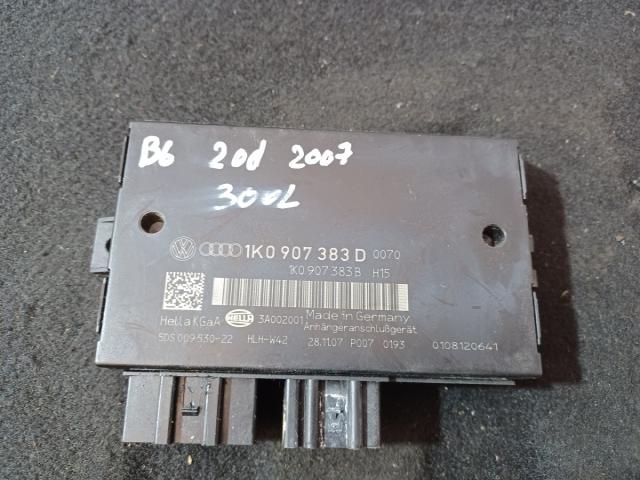 B6 2.0d 2007
300L
1K0 907 383 D 0070
1K0 907 383 B H15
Hella KGaA HELLA 3A002001 Made in Germany
Anhängeranschlußgerät
5DS 009 530-22 HLH-W42 28.11.07 P007 0193 0108120641